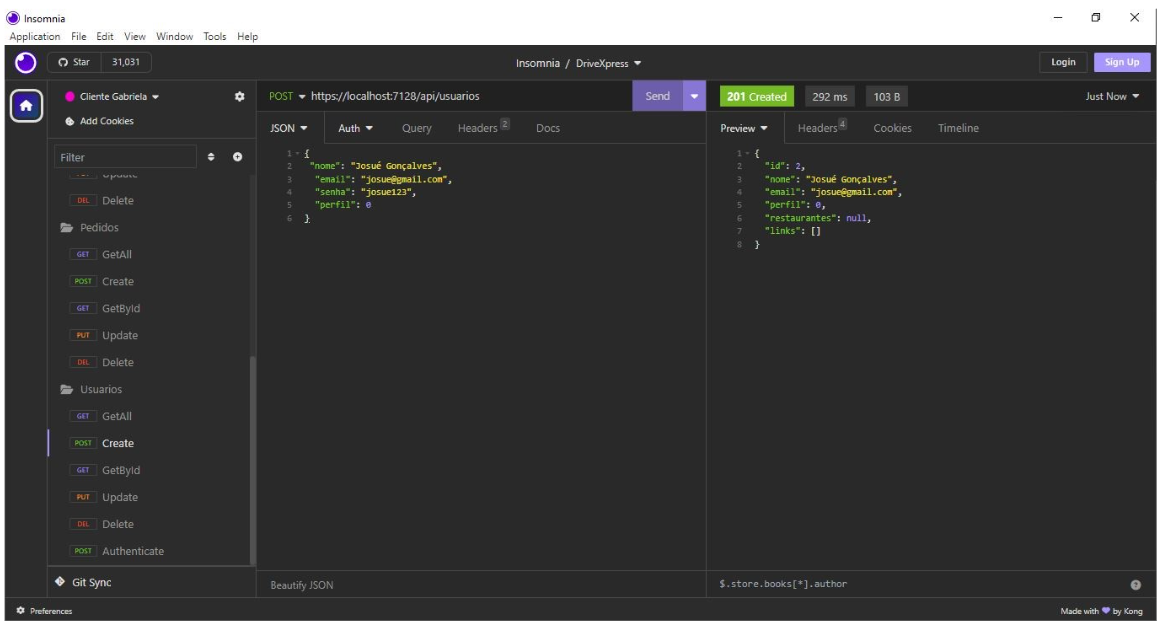 Insomnia
Application File Edit View Window Tools Help
Star 31,031
Insomnia / DriveXpress
Login
Sign Up
Cliente Gabriela
Add Cookies
Filter
Update
DEL Delete
Pedidos
GET GetAll
POST Create
GET GetById
PUT Update
DEL Delete
Usuarios
GET GetAll
POST Create
GET GetById
PUT Update
DEL Delete
POST Authenticate
Git Sync
Preferences
POST https://localhost:7128/api/usuarios
Send
JSON Auth Query Headers 2 Docs
1 {
2 "nome": "Josué Gonçalves",
3 "email": "josue@gmail.com",
4 "senha": "josue123",
5 "perfil": 0
6 }
Beautify JSON
201 Created 292 ms 103 B Just Now
Preview Headers 4 Cookies Timeline
1 {
2 "id": 2,
3 "nome": "Josué Gonçalves",
4 "email": "josue@gmail.com",
5 "perfil": 0,
6 "restaurantes": null,
7 "links": []
8 }
$.store.books[*].author
Made with by Kong